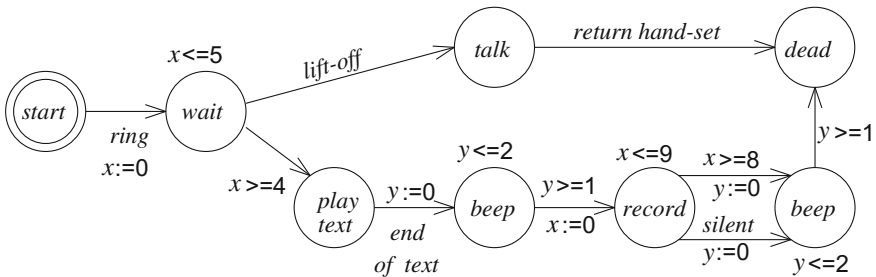 x<=5
lift-off
talk
return hand-set
dead
start
ring
x:=0
wait
x>=4
play
text
y:=0
end
of text
y<=2
beep
y>=1
x:=0
x<=9
record
x>=8
y:=0
silent
y:=0
y>=1
beep
y<=2